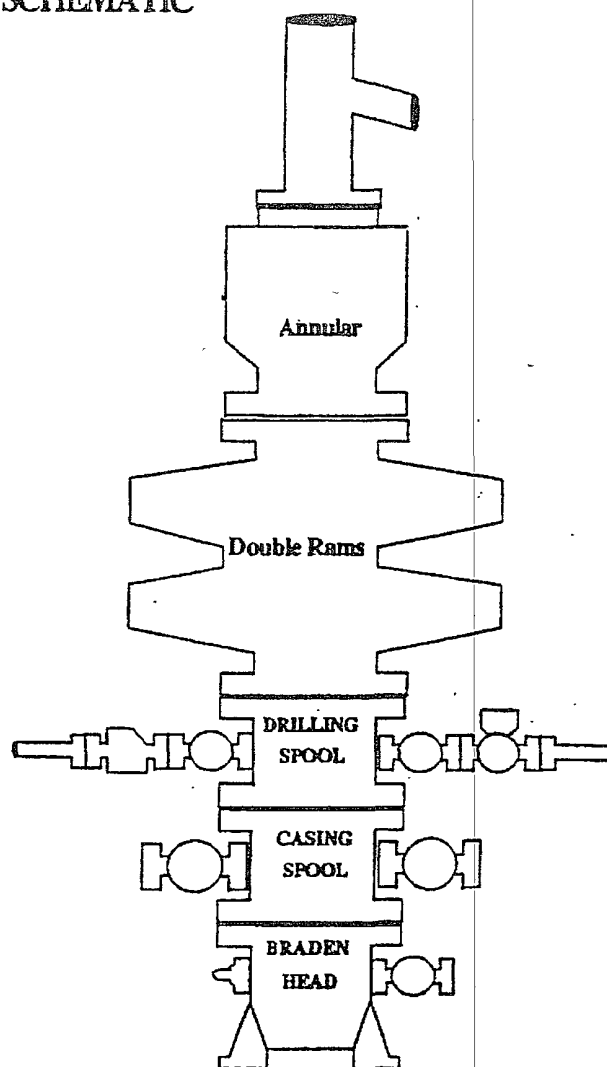 SCHEMATIC
Annular
Double Rams
DRILLING
SPOOL
CASING
SPOOL
BRADEN
HEAD